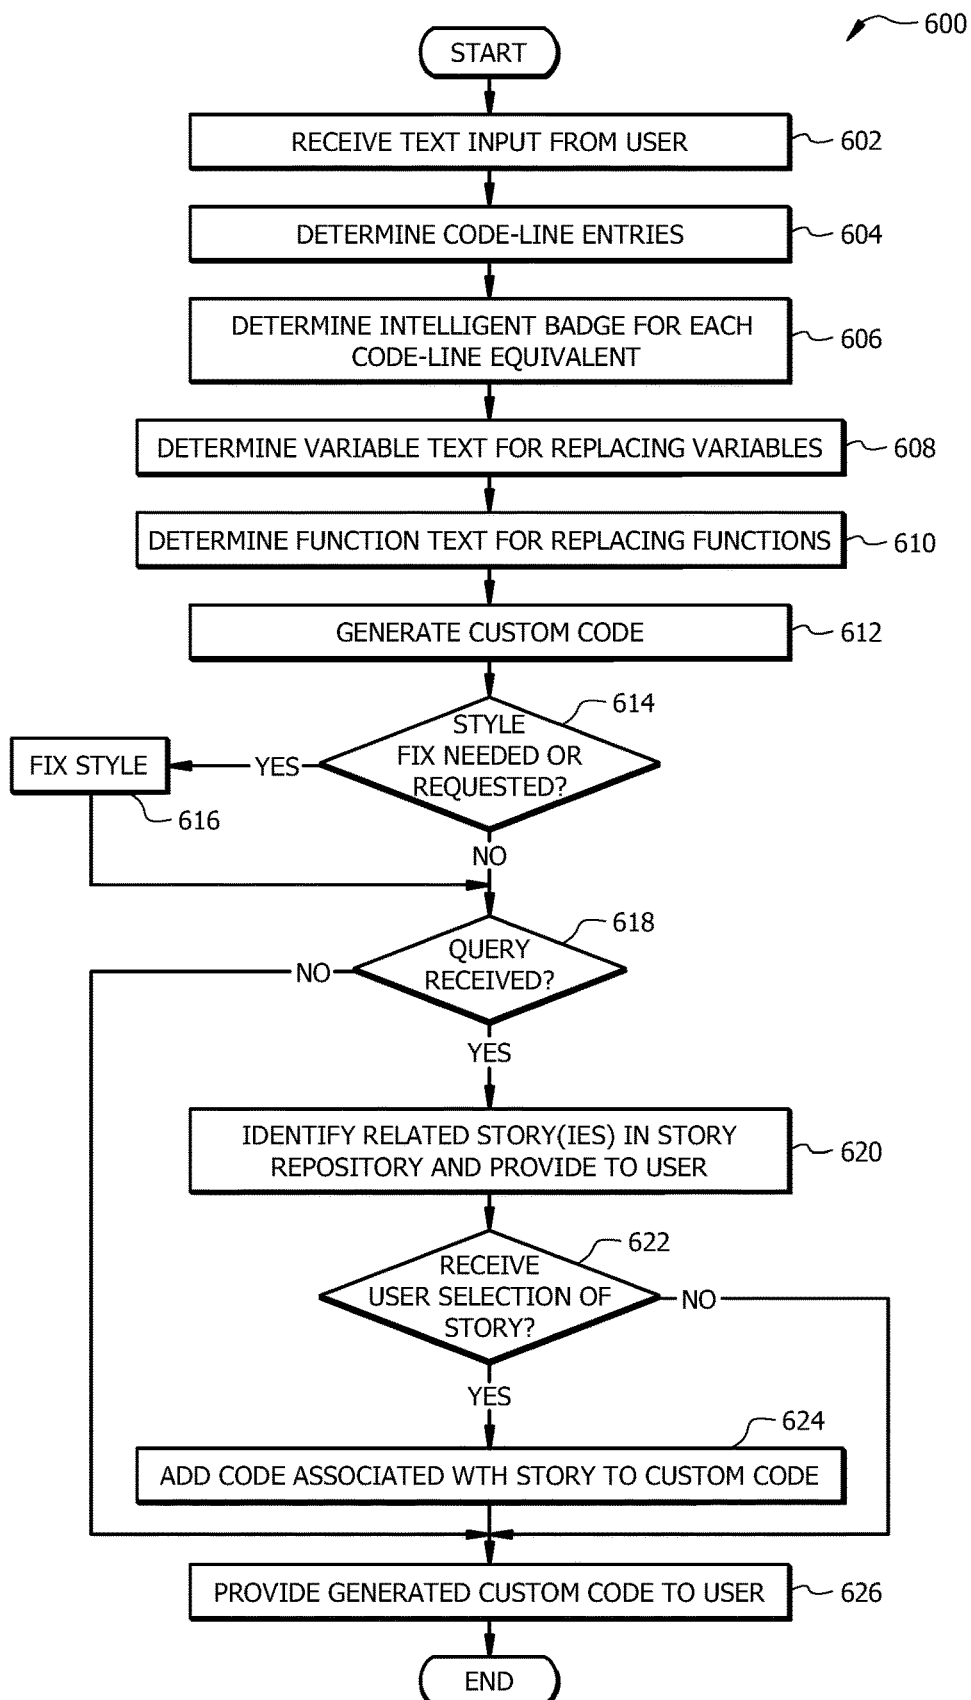 600
START
RECEIVE TEXT INPUT FROM USER
602
DETERMINE CODE-LINE ENTRIES
604
DETERMINE INTELLIGENT BADGE FOR EACH
CODE-LINE EQUIVALENT
606
DETERMINE VARIABLE TEXT FOR REPLACING VARIABLES
608
DETERMINE FUNCTION TEXT FOR REPLACING FUNCTIONS
610
GENERATE CUSTOM CODE
612
STYLE
FIX NEEDED OR
REQUESTED?
614
YES
FIX STYLE
616
NO
QUERY
RECEIVED?
618
NO
YES
IDENTIFY RELATED STORY(IES) IN STORY
REPOSITORY AND PROVIDE TO USER
620
RECEIVE
USER SELECTION OF
STORY?
622
NO
YES
624
ADD CODE ASSOCIATED WTH STORY TO CUSTOM CODE
PROVIDE GENERATED CUSTOM CODE TO USER
626
END